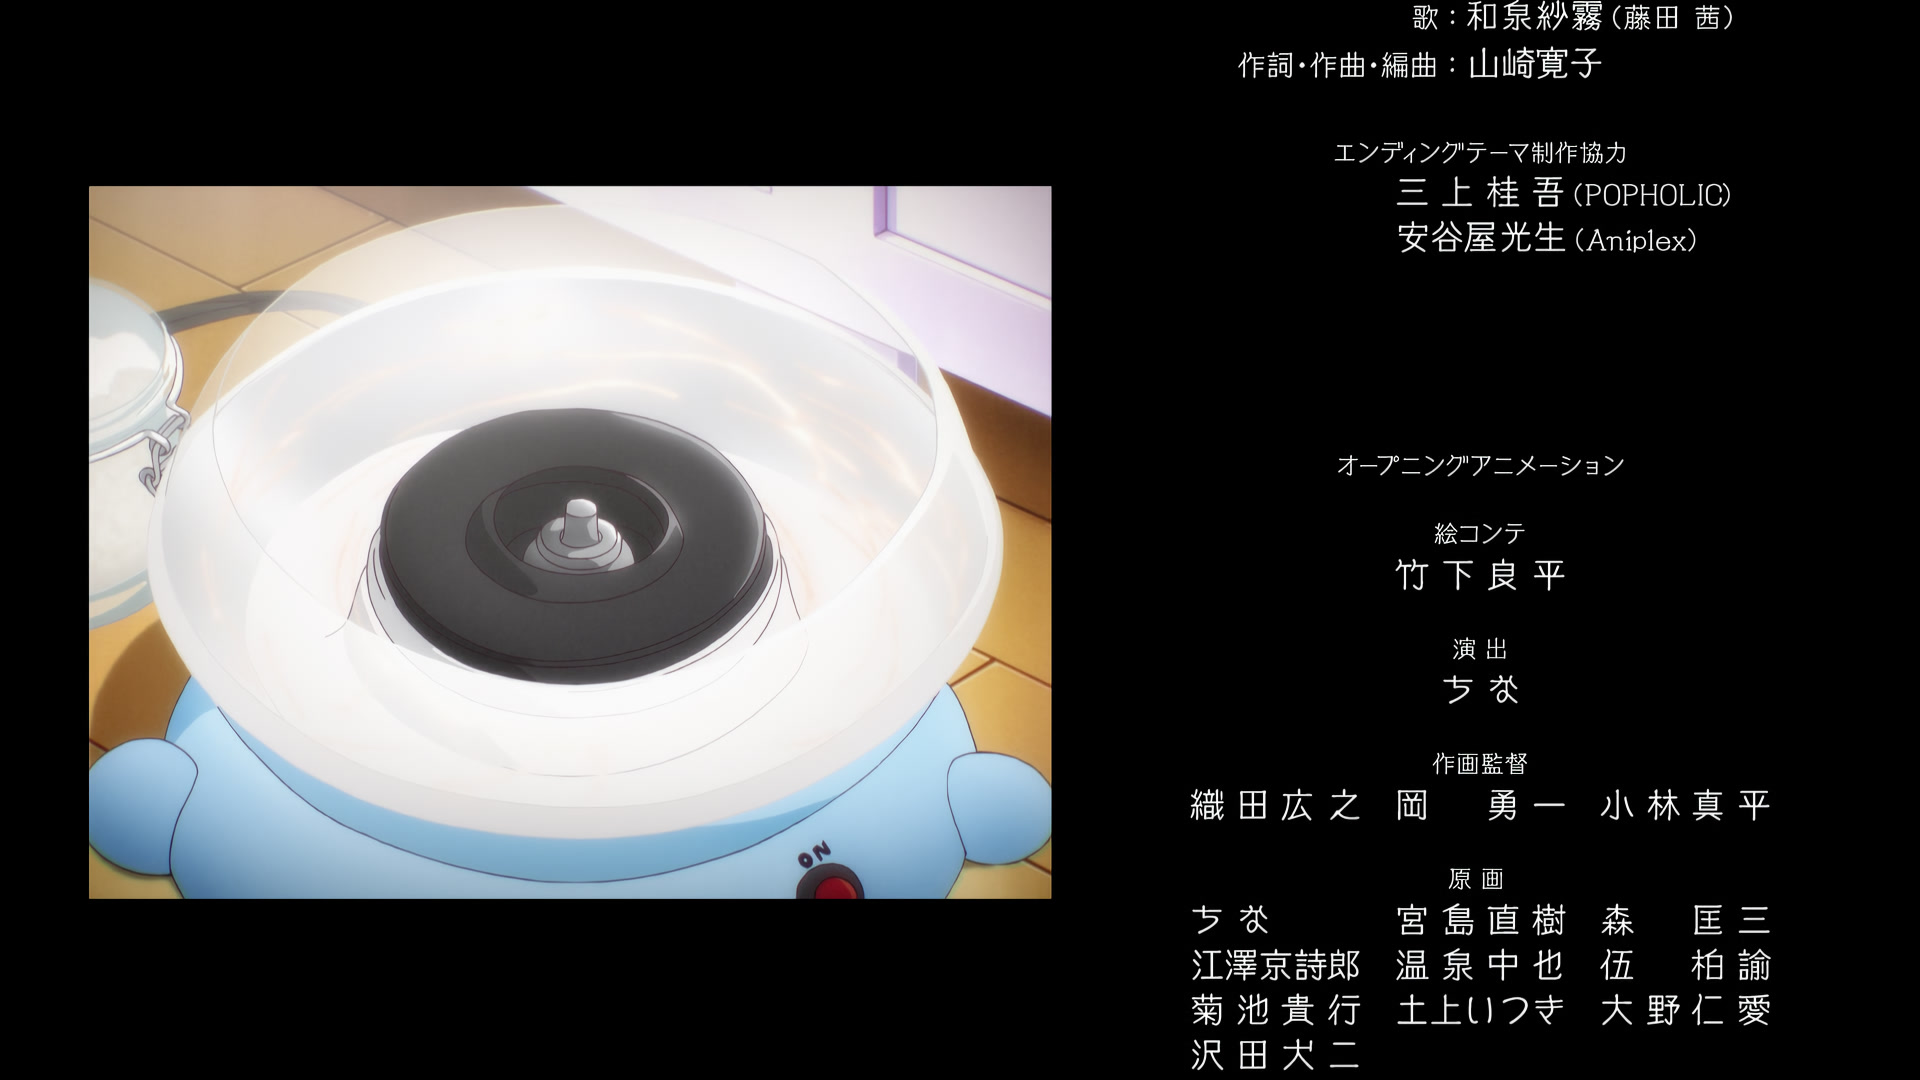 歌：和泉紗霧（藤田 茜）
作詞・作曲・編曲：山崎寛子
エンディングテーマ制作協力
三上桂吾（POPHOLIC）
安谷屋光生（Aniplex）
オープニングアニメーション
絵コンテ
竹下良平
演出
ちな
作画監督
織田広之 岡 勇一 小林真平
原画
ちな 宮島直樹 森 匡三
江澤京詩郎 温泉中也 伍 柏諭
菊池貴行 土上いつき 大野仁愛
沢田犬二
ON